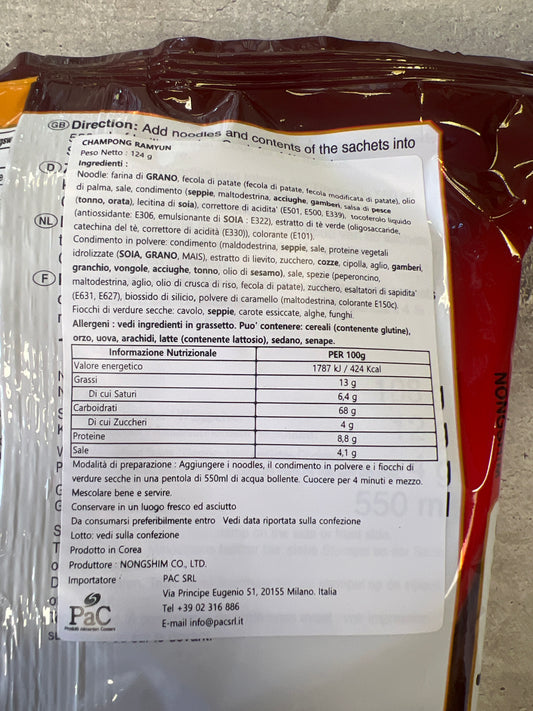 GB Direction: Add noodles and contents of the sachets into
D
NL
F
CHAMPONG RAMYUN
Peso Netto : 124 g
Ingredienti :
Noodle: farina di GRANO, fecola di patate (fecola di patate, fecola modificata di patate), olio
di palma, sale, condimento (seppie, maltodestrina, acciughe, gamberi, salsa di pesce
(tonno, orata), lecitina di soia), correttore di acidita' (E501, E500, E339), tocoferolo liquido
(antiossidante: E306, emulsionante di SOIA : E322), estratto di tè verde (oligosaccande,
catechina del tè, correttore di acidità (E330)), colorante (E101).
Condimento in polvere: condimento (maldodestrina, seppie, sale, proteine vegetali
idrolizzate (SOIA, GRANO, MAIS), estratto di lievito, zucchero, cozze, cipolla, aglio, gamberi,
granchio, vongole, acciughe, tonno, olio di sesamo), sale, spezie (peperoncino,
maltodestrina, aglio, olio di crusca di riso, fecola di patate), zucchero, esaltatori di sapidita'
(E631, E627), biossido di silicio, polvere di caramello (maltodestrina, colorante E150c).
Fiocchi di verdure secche: cavolo, seppie, carote essiccate, alghe, funghi.
Allergeni : vedi ingredienti in grassetto. Puo' contenere: cereali (contenente glutine),
orzo, uova, arachidi, latte (contenente lattosio), sedano, senape.
Informazione Nutrizionale PER 100g
Valore energetico 1787 kJ / 424 Kcal
Grassi 13 g
Di cui Saturi 6,4 g
Carboidrati 68 g
Di cui Zuccheri 4 g
Proteine 8,8 g
Sale 4,1 g
Modalità di preparazione : Aggiungere i noodles, il condimento in polvere e i fiocchi di
verdure secche in una pentola di 550ml di acqua bollente. Cuocere per 4 minuti e mezzo.
Mescolare bene e servire.
Conservare in un luogo fresco ed asciutto
Da consumarsi preferibilmente entro Vedi data riportata sulla confezione
Lotto: vedi sulla confezione
Prodotto in Corea
Produttore : NONGSHIM CO., LTD.
Importatore : PAC SRL
Via Principe Eugenio 51, 20155 Milano. Italia
Tel +39 02 316 886
E-mail info@pacsrl.it
PaC
Prodotti Alimentari Coreani
550 m
NONG